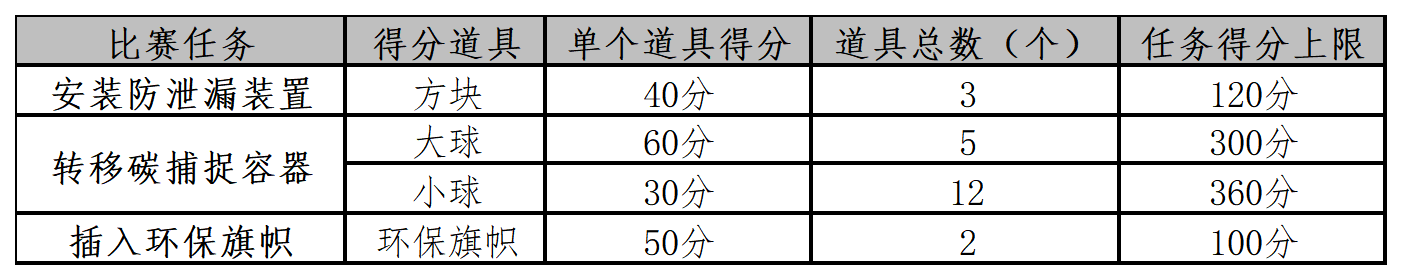 比赛任务 得分道具 单个道具得分 道具总数（个） 任务得分上限
安装防泄漏装置 方块 40分 3 120分
转移碳捕捉容器 大球 60分 5 300分
小球 30分 12 360分
插入环保旗帜 环保旗帜 50分 2 100分